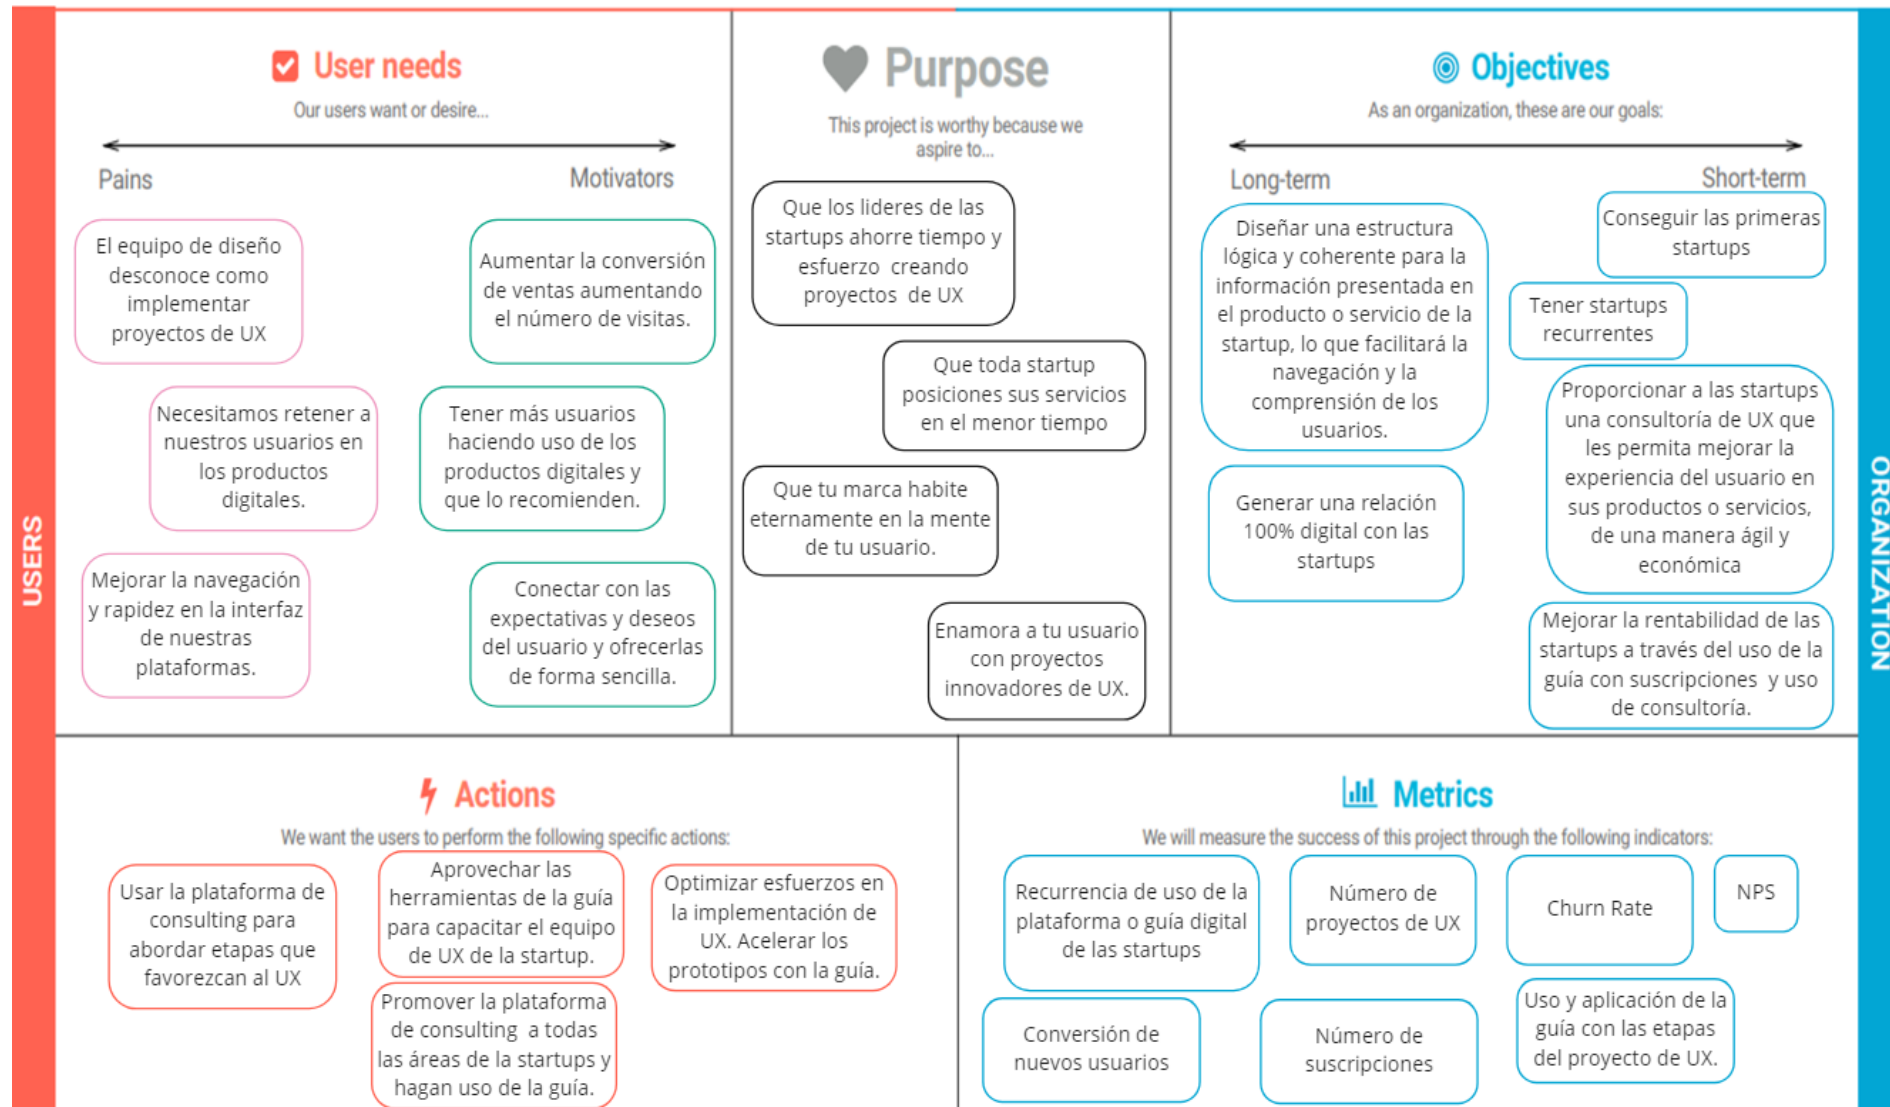 USERS
User needs
Our users want or desire...
Pains
Motivators
El equipo de diseño
desconoce como
implementar
proyectos de UX
Aumentar la conversión
de ventas aumentando
el número de visitas.
Necesitamos retener a
nuestros usuarios en
los productos
digitales.
Tener más usuarios
haciendo uso de los
productos digitales y
que lo recomienden.
Mejorar la navegación
y rapidez en la interfaz
de nuestras
plataformas.
Conectar con las
expectativas y deseos
del usuario y ofrecerlas
de forma sencilla.
Purpose
This project is worthy because we
aspire to...
Que los lideres de las
startups ahorre tiempo y
esfuerzo creando
proyectos de UX
Que toda startup
posiciones sus servicios
en el menor tiempo
Que tu marca habite
eternamente en la mente
de tu usuario.
Enamora a tu usuario
con proyectos
innovadores de UX.
Objectives
As an organization, these are our goals:
Long-term
Short-term
Diseñar una estructura
lógica y coherente para la
información presentada en
el producto o servicio de la
startup, lo que facilitará la
navegación y la
comprensión de los
usuarios.
Generar una relación
100% digital con las
startups
Conseguir las primeras
startups
Tener startups
recurrentes
Proporcionar a las startups
una consultoría de UX que
les permita mejorar la
experiencia del usuario en
sus productos o servicios,
de una manera ágil y
económica
Mejorar la rentabilidad de las
startups a través del uso de la
guía con suscripciones y uso
de consultoría.
ORGANIZATION
Actions
We want the users to perform the following specific actions:
Usar la plataforma de
consulting para
abordar etapas que
favorezcan al UX
Aprovechar las
herramientas de la guía
para capacitar el equipo
de UX de la startup.
Optimizar esfuerzos en
la implementación de
UX. Acelerar los
prototipos con la guía.
Promover la plataforma
de consulting a todas
las áreas de la startups y
hagan uso de la guía.
Metrics
We will measure the success of this project through the following indicators:
Recurrencia de uso de la
plataforma o guía digital
de las startups
Número de
proyectos de UX
Churn Rate
NPS
Conversión de
nuevos usuarios
Número de
suscripciones
Uso y aplicación de la
guía con las etapas
del proyecto de UX.